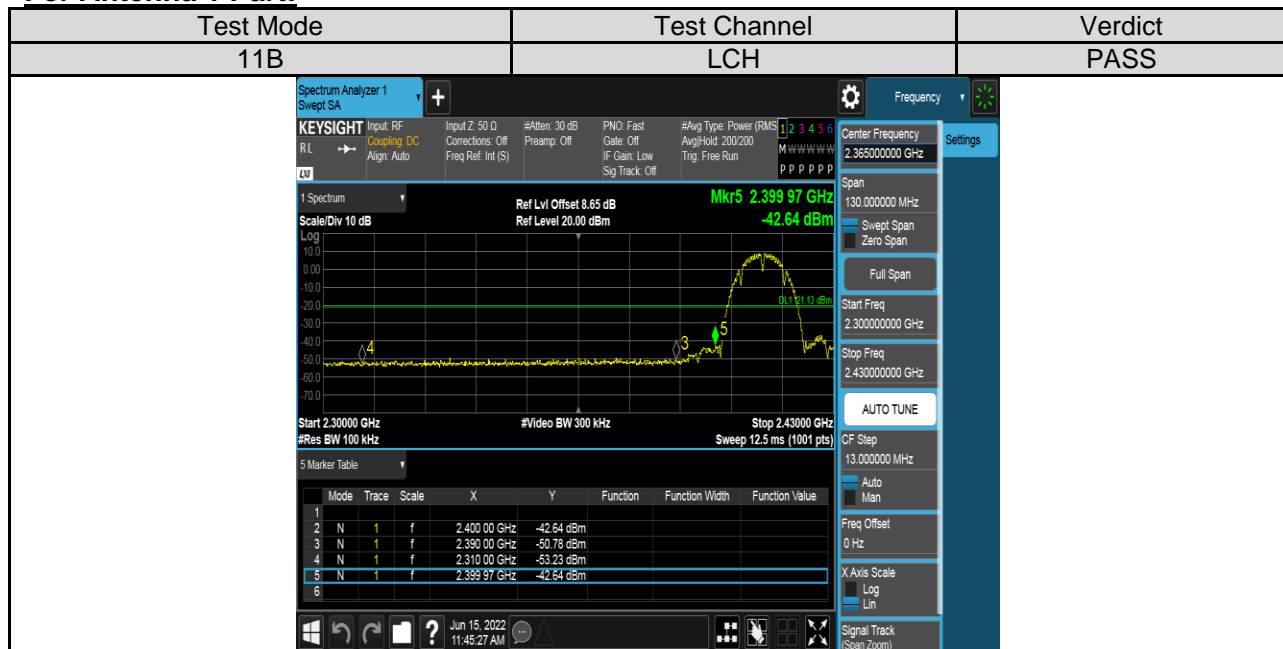 Test Mode Test Channel Verdict
11B LCH PASS
Spectrum Analyzer 1
Swept SA
+
Frequency
KEYSIGHT
RL
LXI
Input: RF
Coupling: DC
Align: Auto
Input Z: 50 Ω
Corrections: Off
Freq Ref: Int (S)
#Atten: 30 dB
Preamp: Off
PNO: Fast
Gate: Off
IF Gain: Low
Sig Track: Off
#Avg Type: Power (RMS
Avg|Hold: 200/200
Trig: Free Run
1 2 3 4 5 6
M W W W W W
P P P P P P
1 Spectrum
Scale/Div 10 dB
Ref Lvl Offset 8.65 dB
Ref Level 20.00 dBm
Mkr5 2.399 97 GHz
-42.64 dBm
Log
10.0
0.00
-10.0
-20.0
-30.0
-40.0
-50.0
-60.0
-70.0
DL1 -21.13 dBm
4
3
5
Start 2.30000 GHz
#Res BW 100 kHz
#Video BW 300 kHz
Stop 2.43000 GHz
Sweep 12.5 ms (1001 pts)
5 Marker Table
Mode Trace Scale X Y Function Function Width Function Value
1
2 N 1 f 2.400 00 GHz -42.64 dBm
3 N 1 f 2.390 00 GHz -50.78 dBm
4 N 1 f 2.310 00 GHz -53.23 dBm
5 N 1 f 2.399 97 GHz -42.64 dBm
6
?
Jun 15, 2022
11:45:27 AM
Center Frequency
2.365000000 GHz
Settings
Span
130.000000 MHz
Swept Span
Zero Span
Full Span
Start Freq
2.300000000 GHz
Stop Freq
2.430000000 GHz
AUTO TUNE
CF Step
13.000000 MHz
Auto
Man
Freq Offset
0 Hz
X Axis Scale
Log
Lin
Signal Track
(Span Zoom)